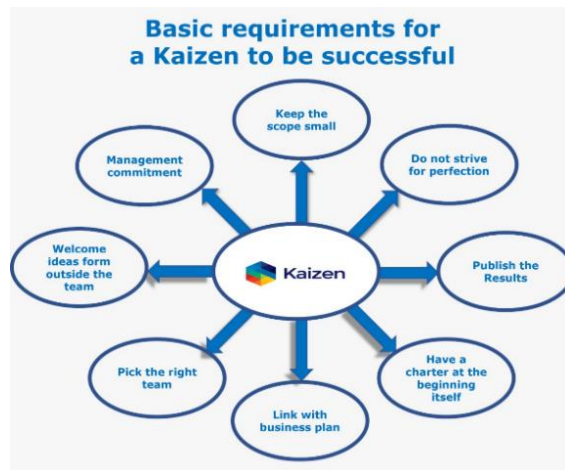 Basic requirements for
a Kaizen to be successful
Keep the
scope small
Management
commitment
Do not strive
for perfection
Welcome
ideas form
outside the
team
Kaizen
Publish the
Results
Pick the right
team
Have a
charter at the
beginning
itself
Link with
business plan